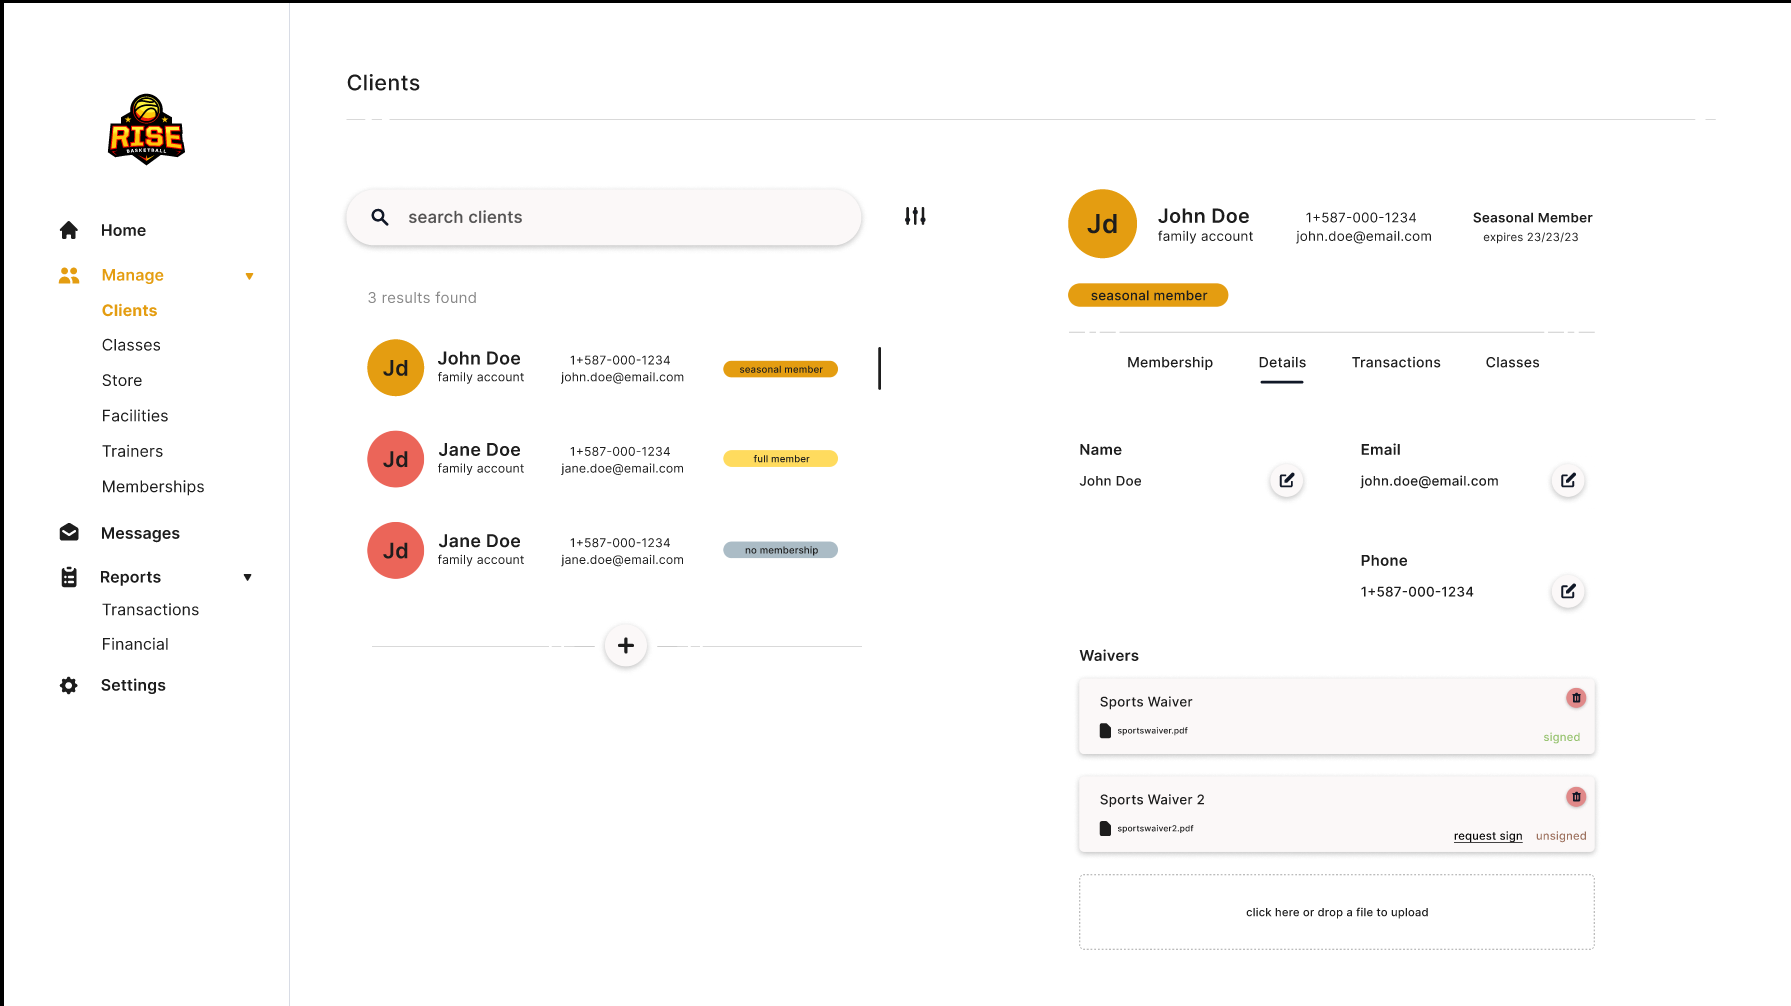 RISE
BASKETBALL
Home
Manage
Clients
Classes
Store
Facilities
Trainers
Memberships
Messages
Reports
Transactions
Financial
Settings
Clients
search clients
3 results found
Jd
John Doe
family account
1+587-000-1234
john.doe@email.com
seasonal member
Jd
Jane Doe
family account
1+587-000-1234
jane.doe@email.com
full member
Jd
Jane Doe
family account
1+587-000-1234
jane.doe@email.com
no membership
Jd
John Doe
family account
1+587-000-1234
john.doe@email.com
Seasonal Member
expires 23/23/23
seasonal member
Membership Details Transactions Classes
Name
John Doe
Email
john.doe@email.com
Phone
1+587-000-1234
Waivers
Sports Waiver
sportswaiver.pdf
signed
Sports Waiver 2
sportswaiver2.pdf
request sign unsigned
click here or drop a file to upload